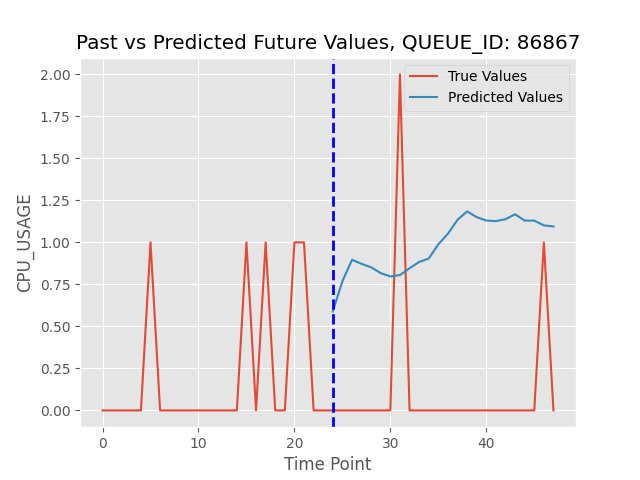 Past vs Predicted Future Values, QUEUE_ID: 86867
True Values
Predicted Values
2.00
1.75
1.50
1.25
1.00
0.75
0.50
0.25
0.00
CPU_USAGE
0 10 20 30 40
Time Point